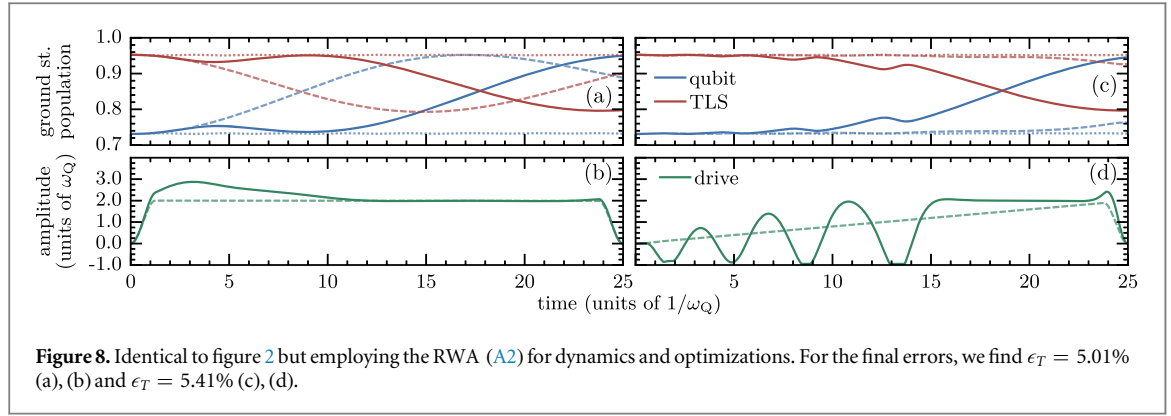 ground st.
population
1.0
0.9
0.8
0.7
(a)
qubit
TLS
(c)
amplitude
(units of ωQ)
3.0
2.0
1.0
0.0
-1.0
(b)
drive
(d)
0 5 10 15 20 25 5 10 15 20 25
time (units of 1/ωQ)
Figure 8. Identical to figure 2 but employing the RWA (A2) for dynamics and optimizations. For the final errors, we find ϵT = 5.01%
(a), (b) and ϵT = 5.41% (c), (d).